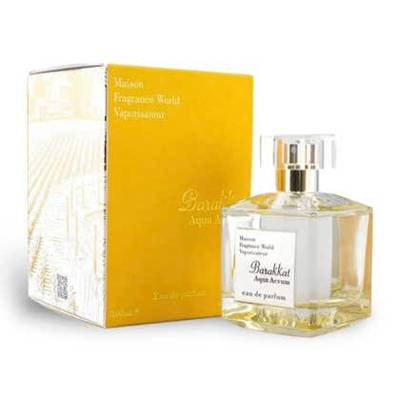 Maison
Fragrance World
Vaporisateur
Barakkat
Aqua Aevum
Eau de parfum
Maison
Fragrance World
Vaporisateur
Barakkat
Aqua Aevum
eau de parfum